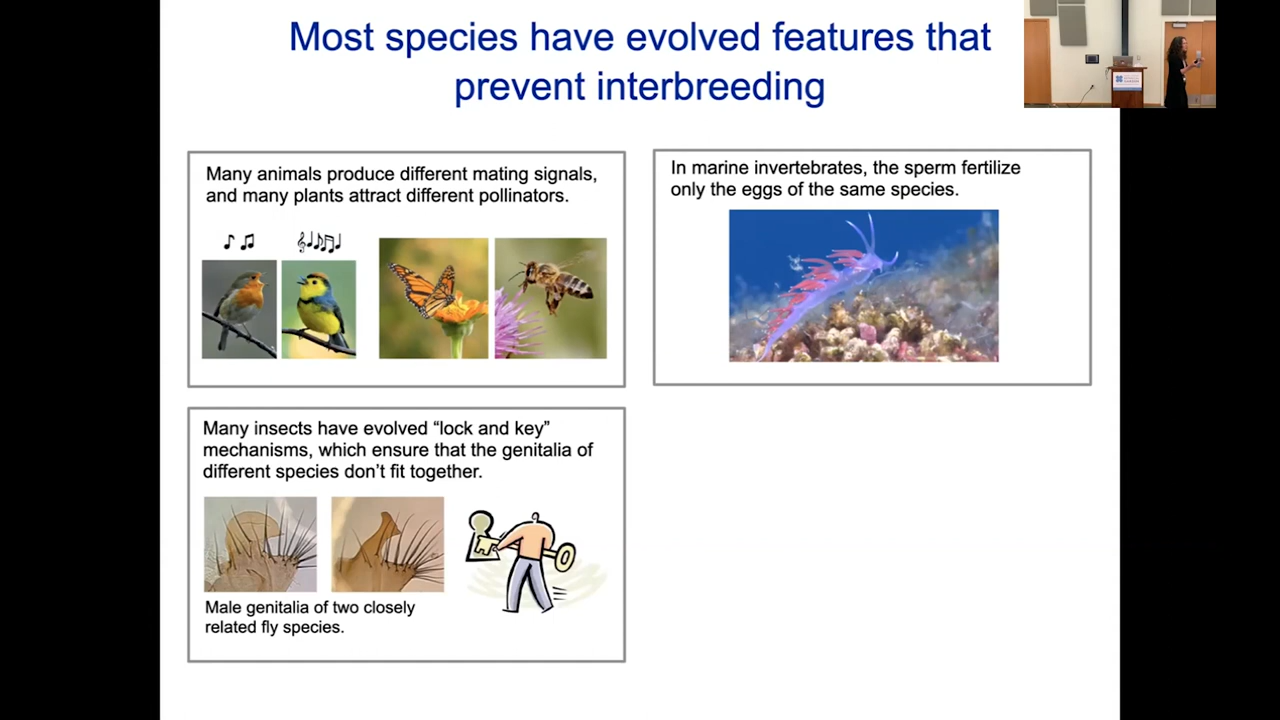 Most species have evolved features that
prevent interbreeding
Many animals produce different mating signals,
and many plants attract different pollinators.
In marine invertebrates, the sperm fertilize
only the eggs of the same species.
Many insects have evolved “lock and key”
mechanisms, which ensure that the genitalia of
different species don’t fit together.
Male genitalia of two closely
related fly species.